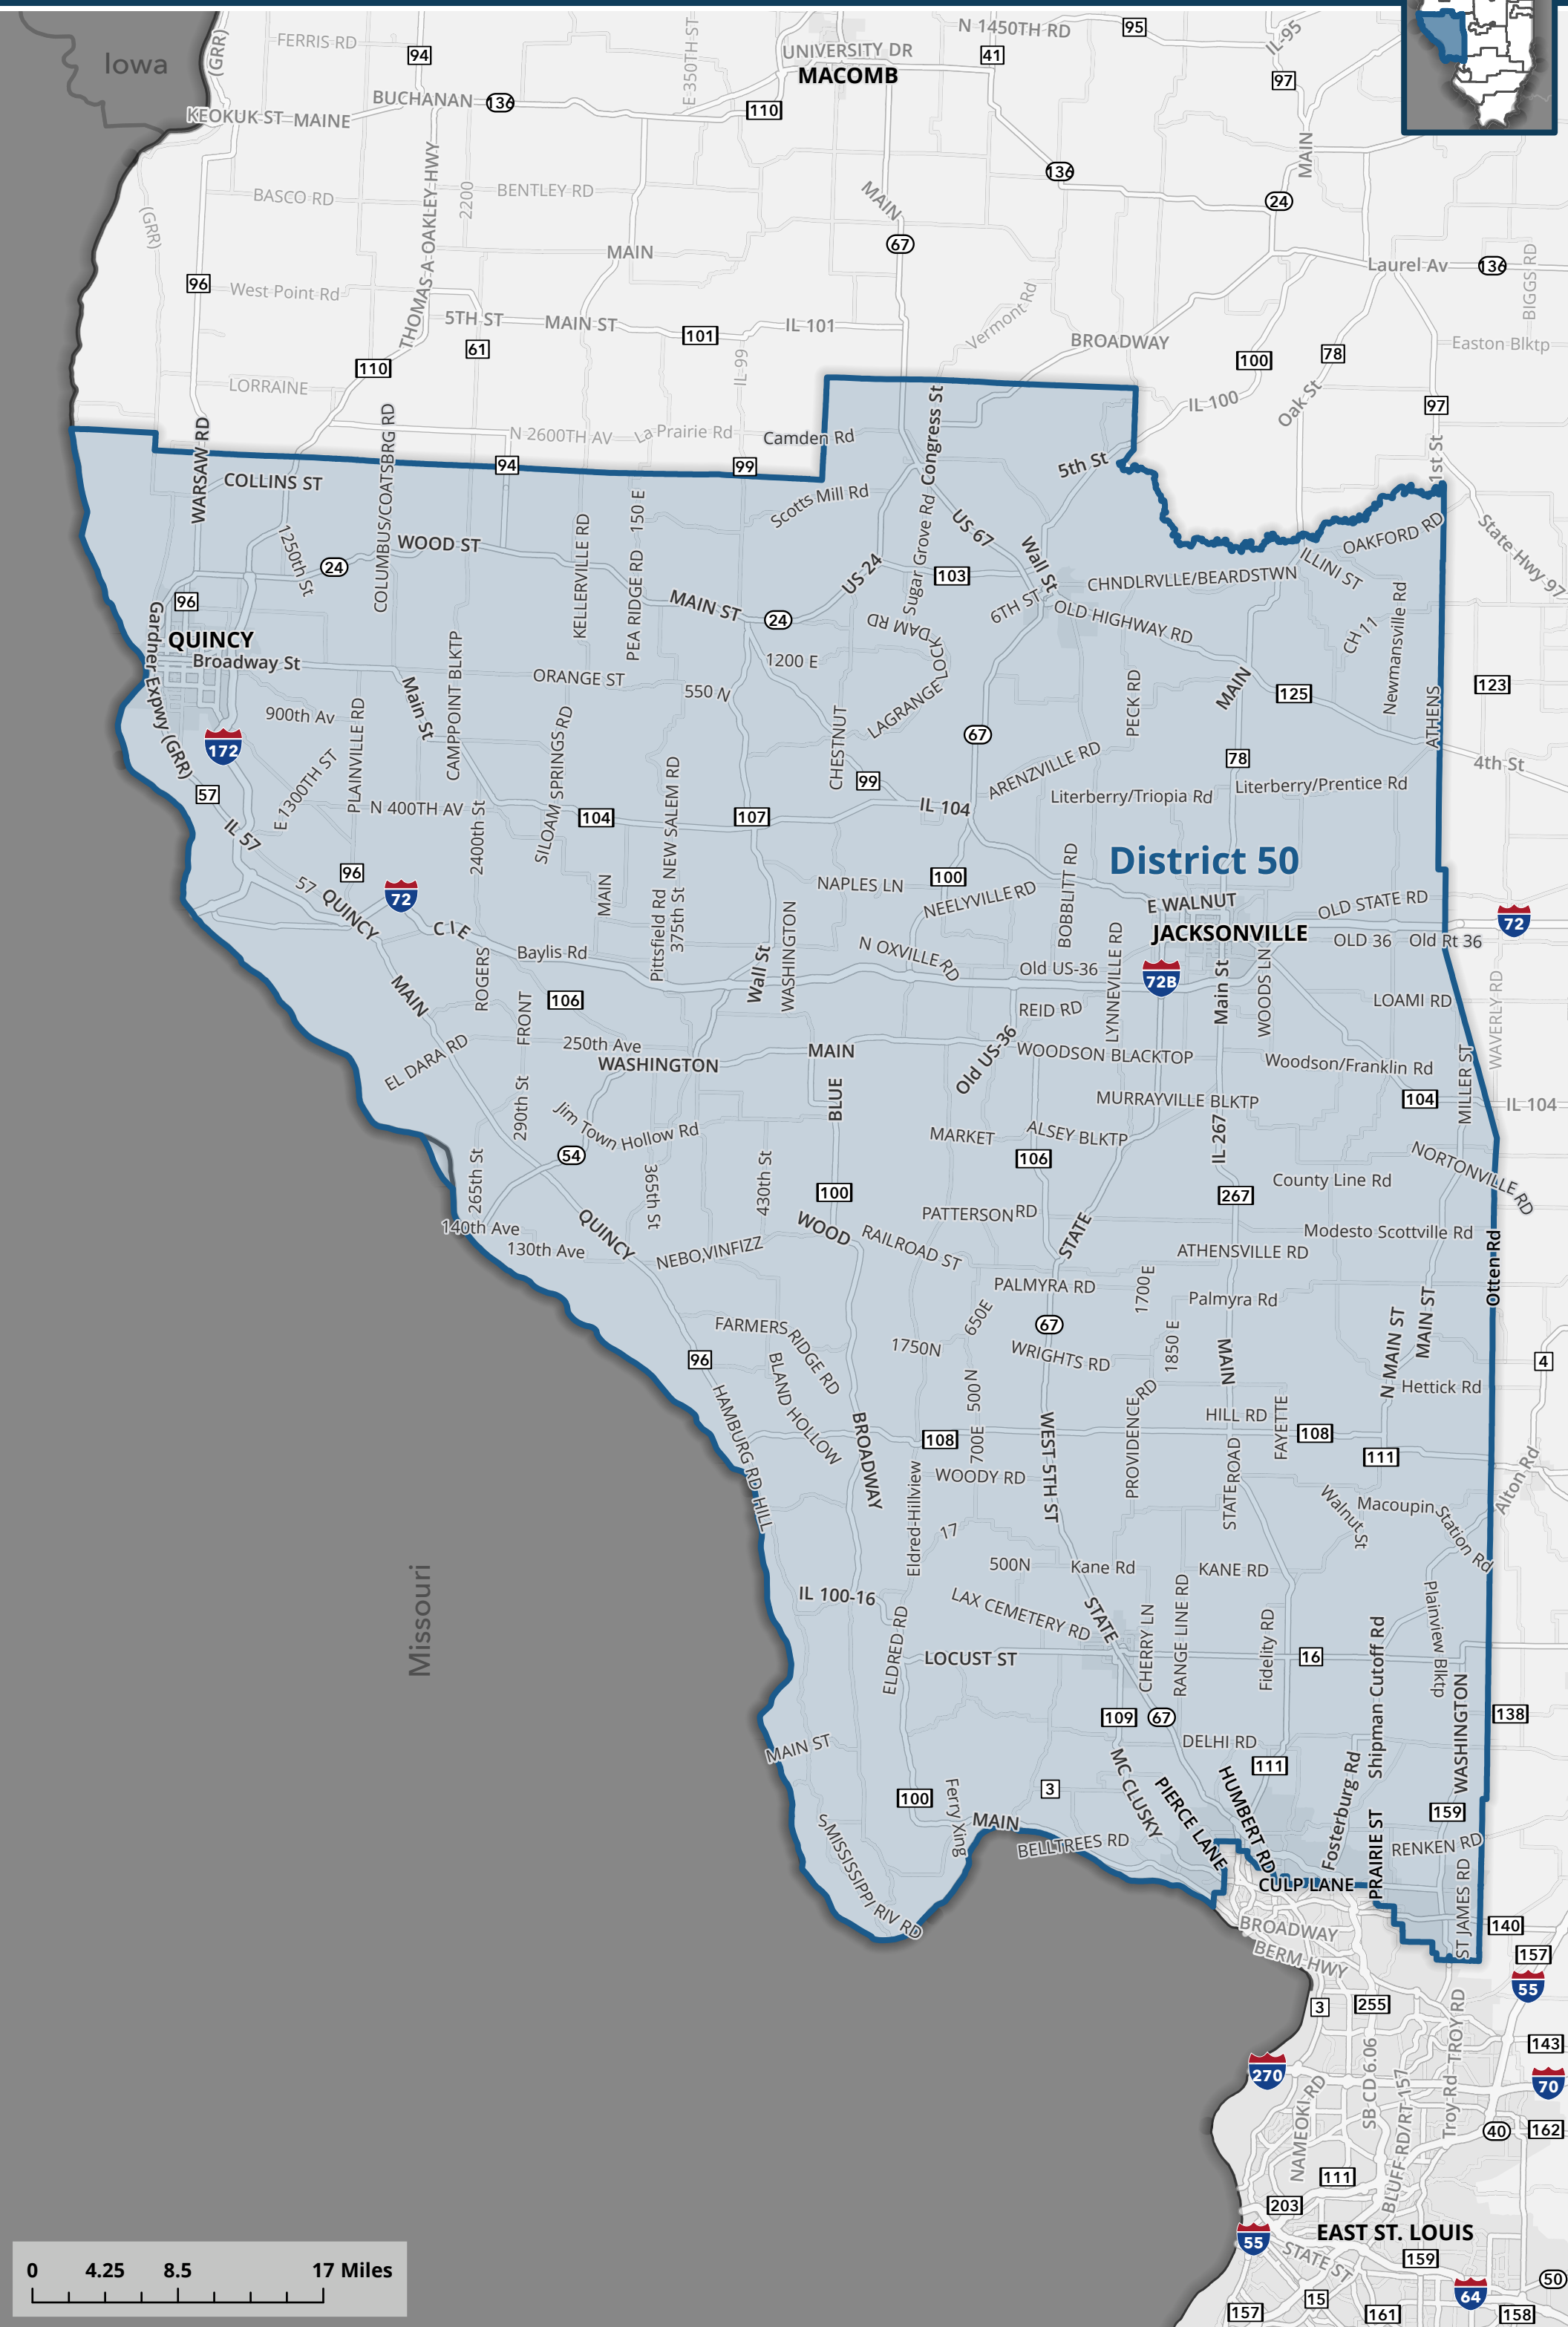 Iowa
(GRR)
FERRIS RD
94
E 350TH ST
UNIVERSITY DR
MACOMB
N 1450TH RD
41
95
IL-95
97
KEOKUK ST
MAINE
BUCHANAN
136
110
136
MAIN
24
BASCO RD
BENTLEY RD
2200
THOMAS A OAKLEY HWY
MAIN
MAIN
67
(GRR)
96
West Point Rd
Laurel Av
136
BIGGS RD
5TH ST
MAIN ST
101
IL 101
Vermont Rd
BROADWAY
Easton Blktp
61
110
LORRAINE
IL-99
100
78
IL 100
Oak St
97
1st St
N 2600TH AV
La Prairie Rd
Camden Rd
94
99
WARSAW RD
COLLINS ST
COLUMBUS/COATSBRG RD
Congress St
5th St
Scotts Mill Rd
150 E
1250th St
24
WOOD ST
KELLERVILLE RD
PEA RIDGE RD
US 67
Wall St
US 24
Sugar Grove Rd
103
OAKFORD RD
State Hwy 97
ILLINI ST
CHNDLRVLLE/BEARDSTWN
96
MAIN ST
24
DAM RD
LOCK
6TH ST
OLD HIGHWAY RD
CH 11
Newmansville Rd
Gardner Expwy (GRR)
QUINCY
Broadway St
1200 E
ORANGE ST
550 N
LAGRANGE
PECK RD
MAIN
125
123
ATHENS
900th Av
Main St
CAMPPOINT BLKTP
PLAINVILLE RD
172
SILOAM SPRINGS RD
CHESTNUT
67
78
4th St
57
E 1300TH ST
N 400TH AV
NEW SALEM RD
99
ARENZVILLE RD
Literberry/Triopia Rd
Literberry/Prentice Rd
IL 57
2400th St
104
107
IL 104
District 50
96
72
57
QUINCY
C I E
MAIN
NAPLES LN
100
NEELYVILLE RD
BOBBLITT RD
E WALNUT
OLD STATE RD
JACKSONVILLE
72
OLD 36
Old Rt 36
Baylis Rd
Pittsfield Rd
375th St
Wall St
WASHINGTON
N OXVILLE RD
Old US-36
72B
LYNNEVILLE RD
Main St
WOODS LN
ROGERS
106
MAIN
FRONT
REID RD
LOAMI RD
WAVERLY RD
EL DARA RD
250th Ave
WASHINGTON
MAIN
Old US-36
WOODSON BLACKTOP
Woodson/Franklin Rd
MILLER ST
290th St
Jim Town Hollow Rd
BLUE
MURRAYVILLE BLKTP
104
IL 104
54
MARKET
ALSEY BLKTP
106
IL 267
NORTONVILLE RD
265th St
365th St
430th St
100
County Line Rd
267
140th Ave
130th Ave
QUINCY
NEBO,VINFIZZ
WOOD
RAILROAD ST
PATTERSON RD
STATE
Modesto Scottville Rd
ATHENSVILLE RD
Otten Rd
PALMYRA RD
1700 E
Palmyra Rd
FARMERS RIDGE RD
650E
67
1750N
WRIGHTS RD
1850 E
MAIN
N MAIN ST
MAIN ST
96
BLAND HOLLOW
4
HAMBURG RD
HILL
500 N
RD
Hettick Rd
BROADWAY
108
700E
WEST 5TH ST
PROVIDENCE
HILL RD
FAYETTE
108
111
WOODY RD
STATE ROAD
Walnut St
Macoupin Station Rd
Alton Rd
Eldred-Hillview
17
500N
Kane Rd
KANE RD
IL 100-16
LAX CEMETERY RD
STATE
CHERRY LN
RANGE LINE RD
Fidelity RD
Plainview Blktp
Shipman Cutoff Rd
ELDRED RD
LOCUST ST
16
Missouri
109
67
138
WASHINGTON
MAIN ST
DELHI RD
111
MC CLUSKY
PIERCE LANE
HUMBERT RD
Fosterburg Rd
100
Ferry Xing
3
MAIN
159
BELLTREES RD
PRAIRIE ST
RENKEN RD
S MISSISSIPPI RIV RD
CULP LANE
ST JAMES RD
BROADWAY
BERM HWY
140
157
55
3
255
TROY RD
143
270
NAMEOKI RD
SB CD 6.06
BLUFF RD/RT 157
Troy Rd
70
40
162
111
203
EAST ST. LOUIS
55
STATE ST
159
50
15
64
157
161
158
0 4.25 8.5 17 Miles